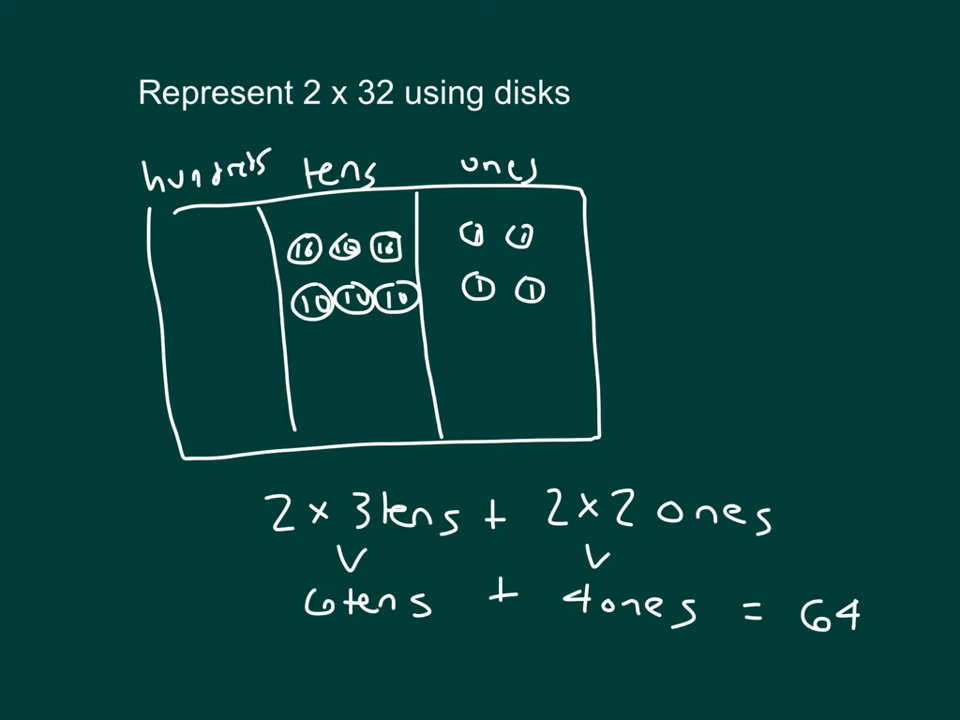 Represent 2 x 32 using disks
hundreds tens ones
10 10 10 1 1
10 10 10 1 1
2 x 3 tens + 2 x 2 ones
6 tens + 4 ones = 64